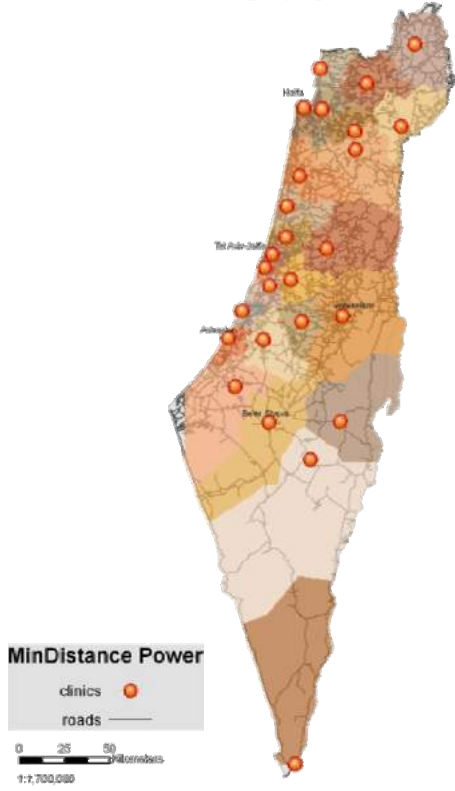 Haifa
Tel Aviv-Jaffa
Jerusalem
Beer Sheva
MinDistance Power
clinics
roads
0 25 50 Kilometers
1:1,700,000